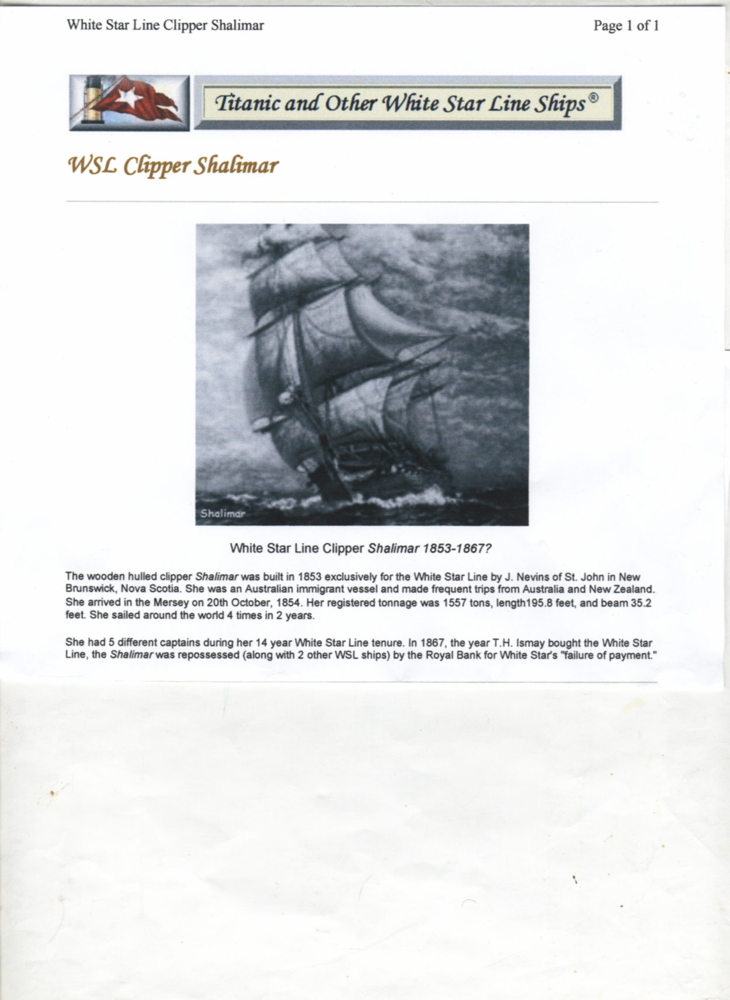 White Star Line Clipper Shalimar
Page 1 of 1
Titanic and Other White Star Line Ships®
WSL Clipper Shalimar
Shalimar
White Star Line Clipper Shalimar 1853-1867?
The wooden hulled clipper Shalimar was built in 1853 exclusively for the White Star Line by J. Nevins of St. John in New
Brunswick, Nova Scotia. She was an Australian immigrant vessel and made frequent trips from Australia and New Zealand.
She arrived in the Mersey on 20th October, 1854. Her registered tonnage was 1557 tons, length195.8 feet, and beam 35.2
feet. She sailed around the world 4 times in 2 years.
She had 5 different captains during her 14 year White Star Line tenure. In 1867, the year T.H. Ismay bought the White Star
Line, the Shalimar was repossessed (along with 2 other WSL ships) by the Royal Bank for White Star's "failure of payment."